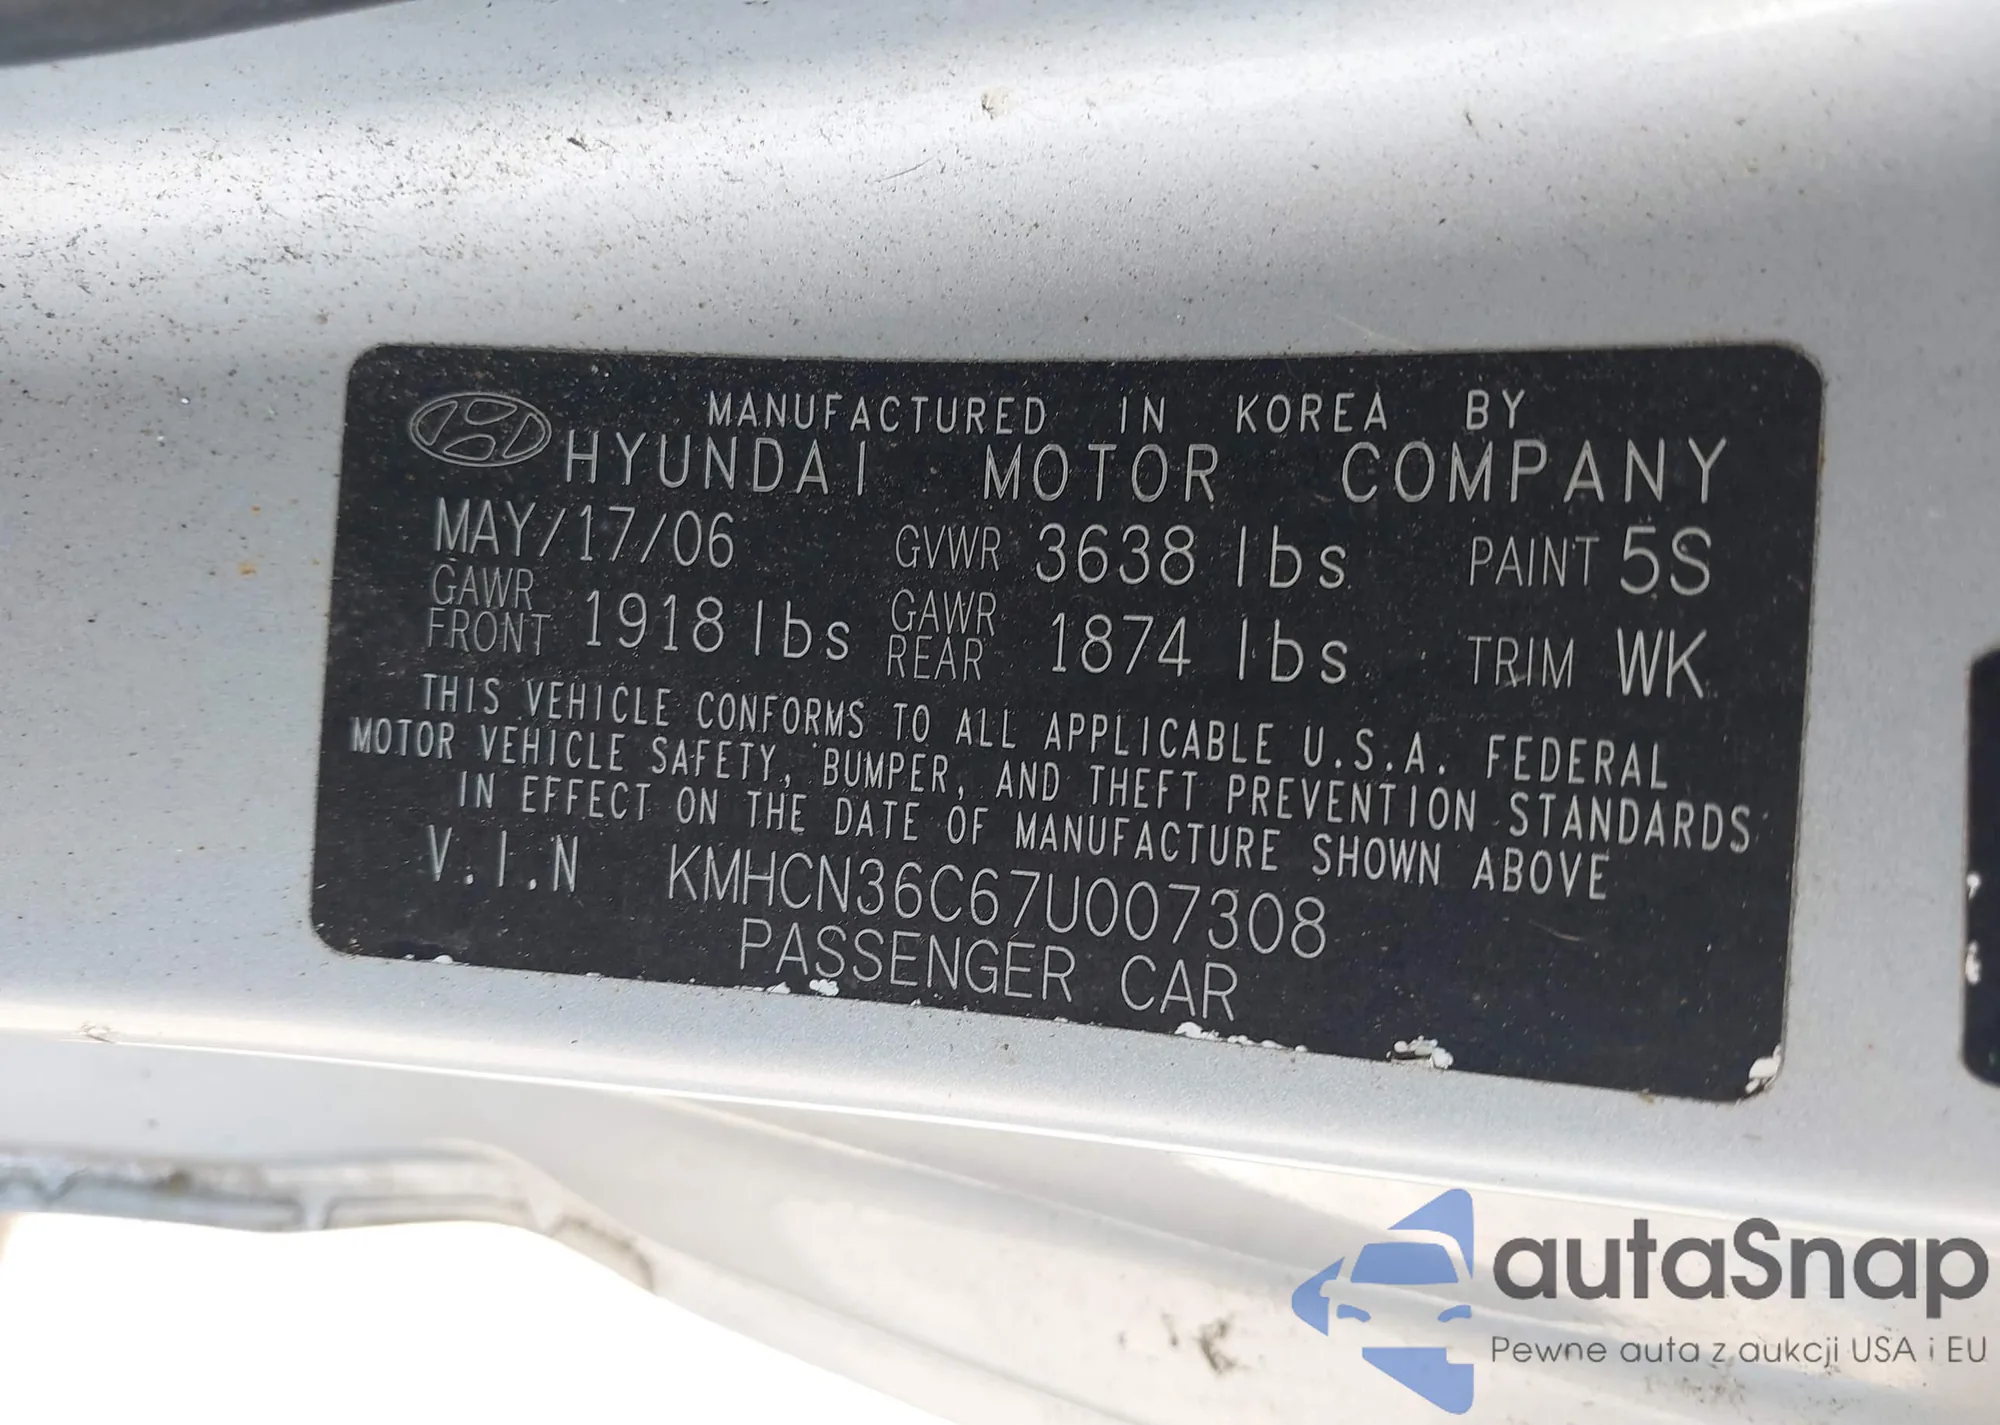 MANUFACTURED IN KOREA BY
HYUNDAI MOTOR COMPANY
MAY/17/06 GVWR 3638 lbs PAINT 5S
GAWR FRONT 1918 lbs GAWR REAR 1874 lbs TRIM WK
THIS VEHICLE CONFORMS TO ALL APPLICABLE U.S.A. FEDERAL
MOTOR VEHICLE SAFETY, BUMPER, AND THEFT PREVENTION STANDARDS
IN EFFECT ON THE DATE OF MANUFACTURE SHOWN ABOVE
V.I.N KMHCN36C67U007308
PASSENGER CAR
autaSnap
Pewne auta z aukcji USA i EU